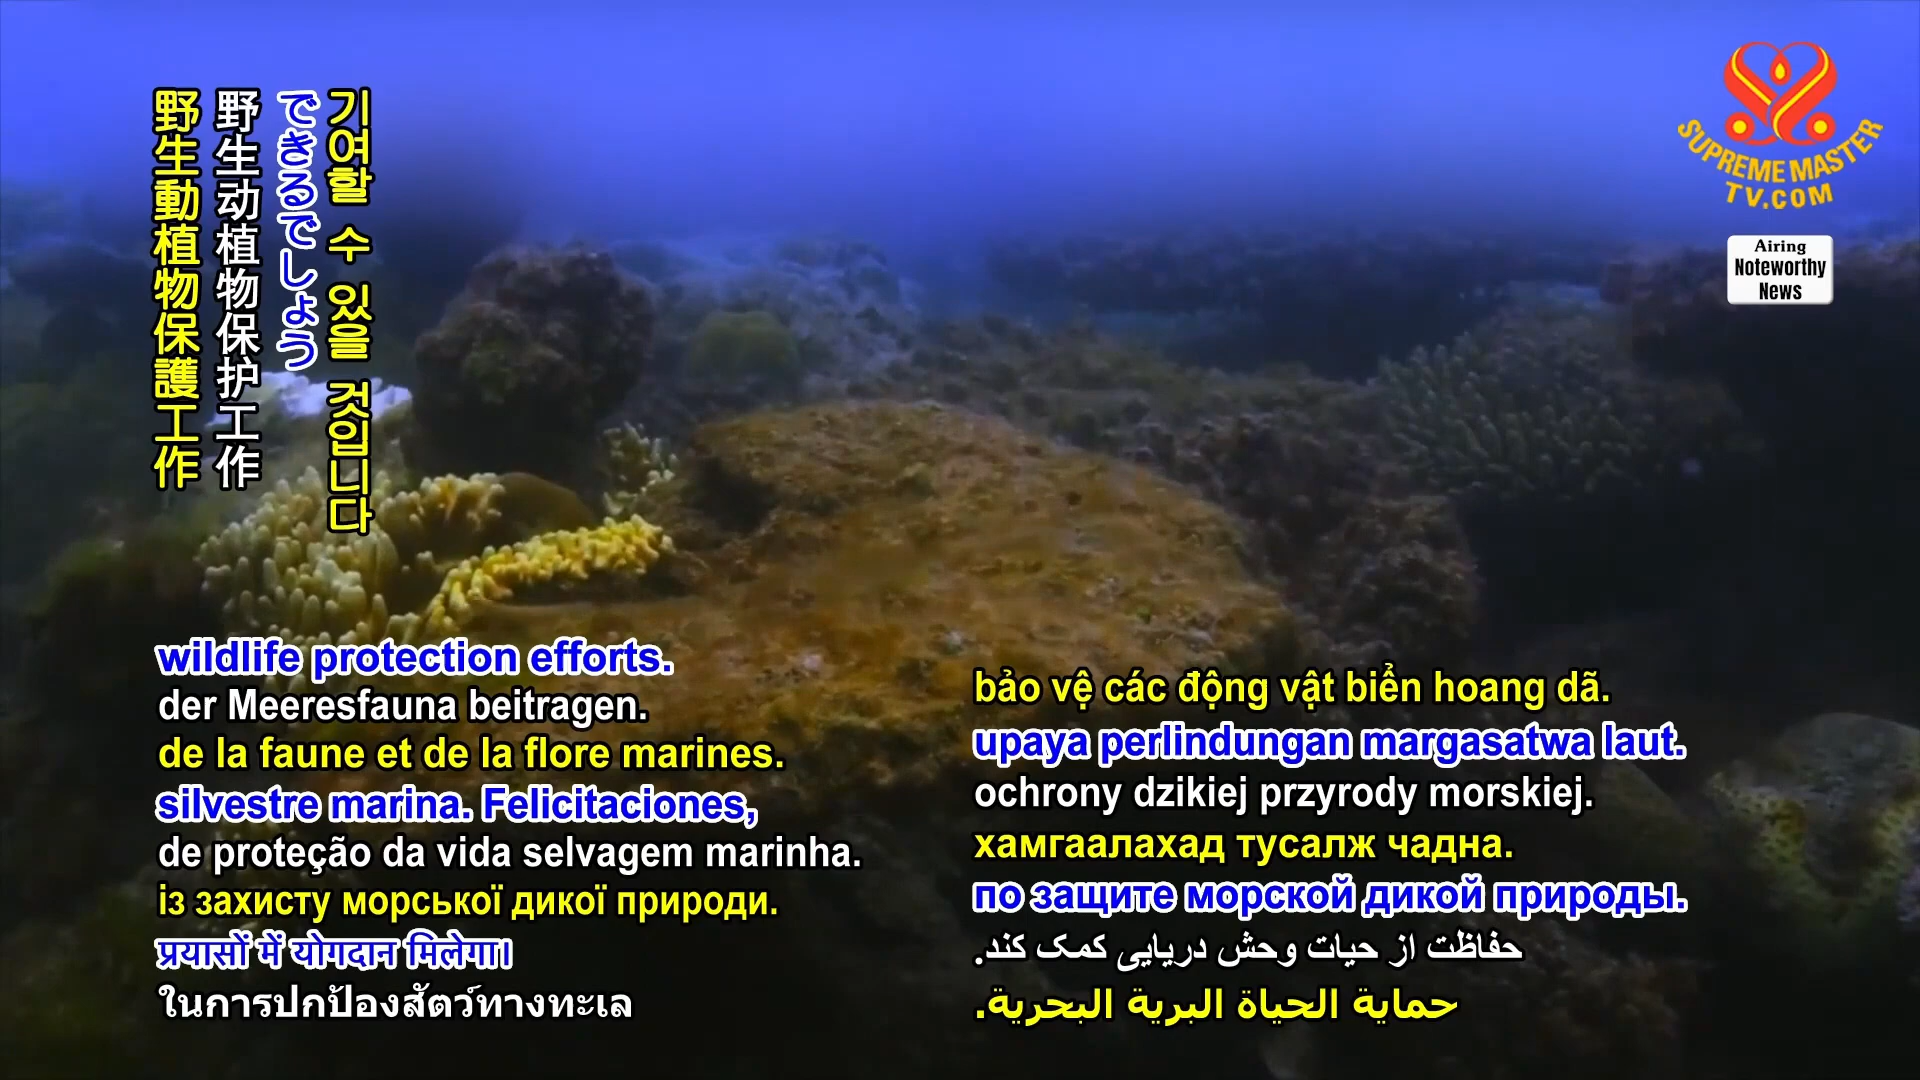 野生動植物保護工作
野生动植物保护工作
できるでしょう
기여할 수 있을 것입니다
SUPREME MASTER
TV.COM
Airing
Noteworthy
News
wildlife protection efforts.
der Meeresfauna beitragen.
de la faune et de la flore marines.
silvestre marina. Felicitaciones,
de proteção da vida selvagem marinha.
із захисту морської дикої природи.
प्रयासों में योगदान मिलेगा।
ในการปกป้องสัตว์ทางทะเล
bảo vệ các động vật biển hoang dã.
upaya perlindungan margasatwa laut.
ochrony dzikiej przyrody morskiej.
хамгаалахад тусалж чадна.
по защите морской дикой природы.
حفاظت از حیات وحش دریایی کمک کند.
حماية الحياة البرية البحرية.